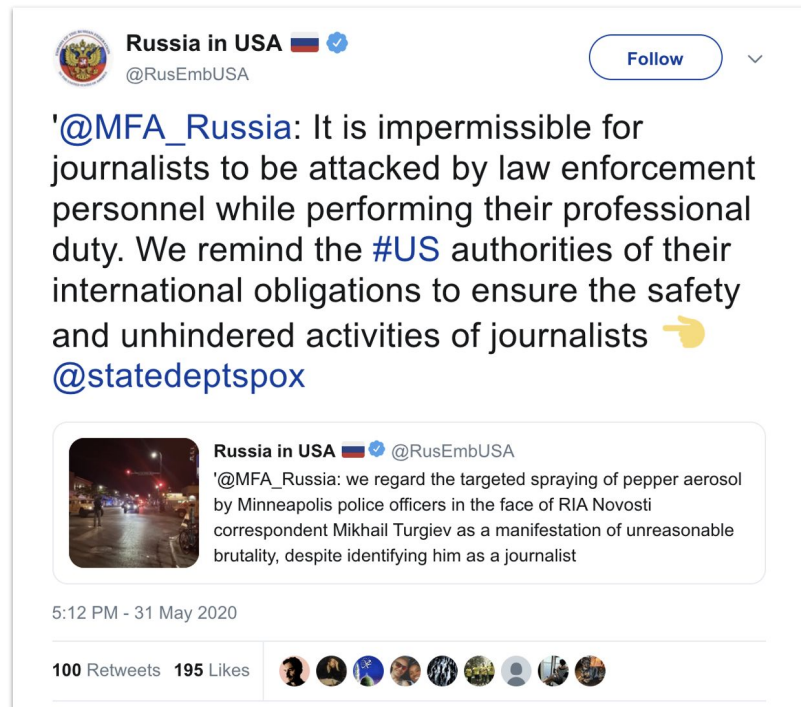 Russia in USA 🇷🇺
@RusEmbUSA
Follow
'@MFA_Russia: It is impermissible for
journalists to be attacked by law enforcement
personnel while performing their professional
duty. We remind the #US authorities of their
international obligations to ensure the safety
and unhindered activities of journalists 👈
@statedeptspox
Russia in USA 🇷🇺 @RusEmbUSA
'@MFA_Russia: we regard the targeted spraying of pepper aerosol
by Minneapolis police officers in the face of RIA Novosti
correspondent Mikhail Turgiev as a manifestation of unreasonable
brutality, despite identifying him as a journalist
5:12 PM - 31 May 2020
100 Retweets 195 Likes